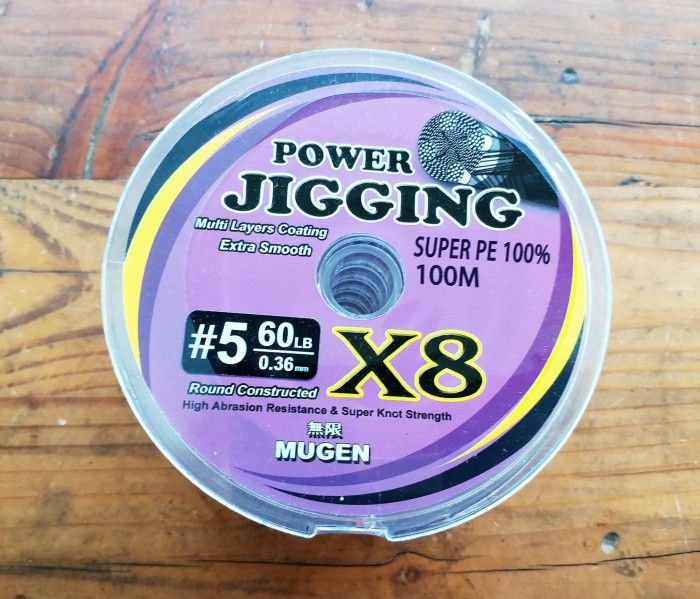 POWER
JIGGING
Multi Layers Coating
Extra Smooth
SUPER PE 100%
100M
#5 60LB
0.36mm
X8
Round Constructed
High Abrasion Resistance & Super Knot Strength
無限
MUGEN